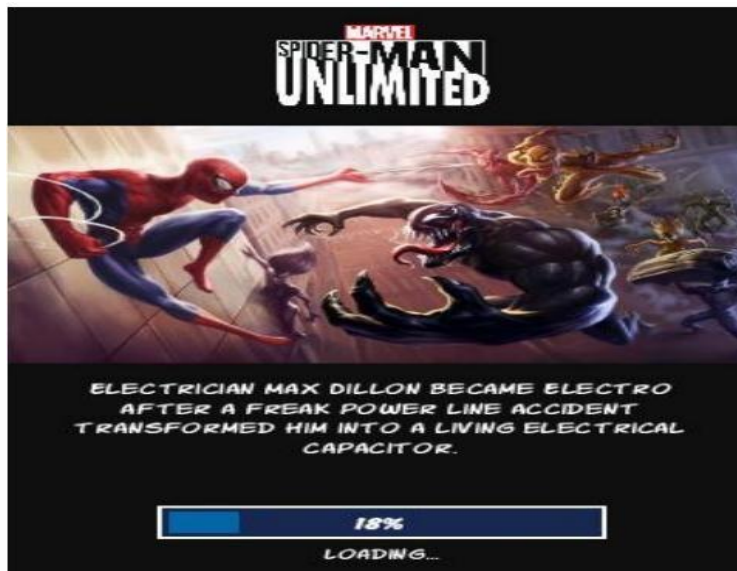 MARVEL
SPIDER-MAN
UNLIMITED
ELECTRICIAN MAX DILLON BECAME ELECTRO
AFTER A FREAK POWER LINE ACCIDENT
TRANSFORMED HIM INTO A LIVING ELECTRICAL
CAPACITOR.
18%
LOADING...